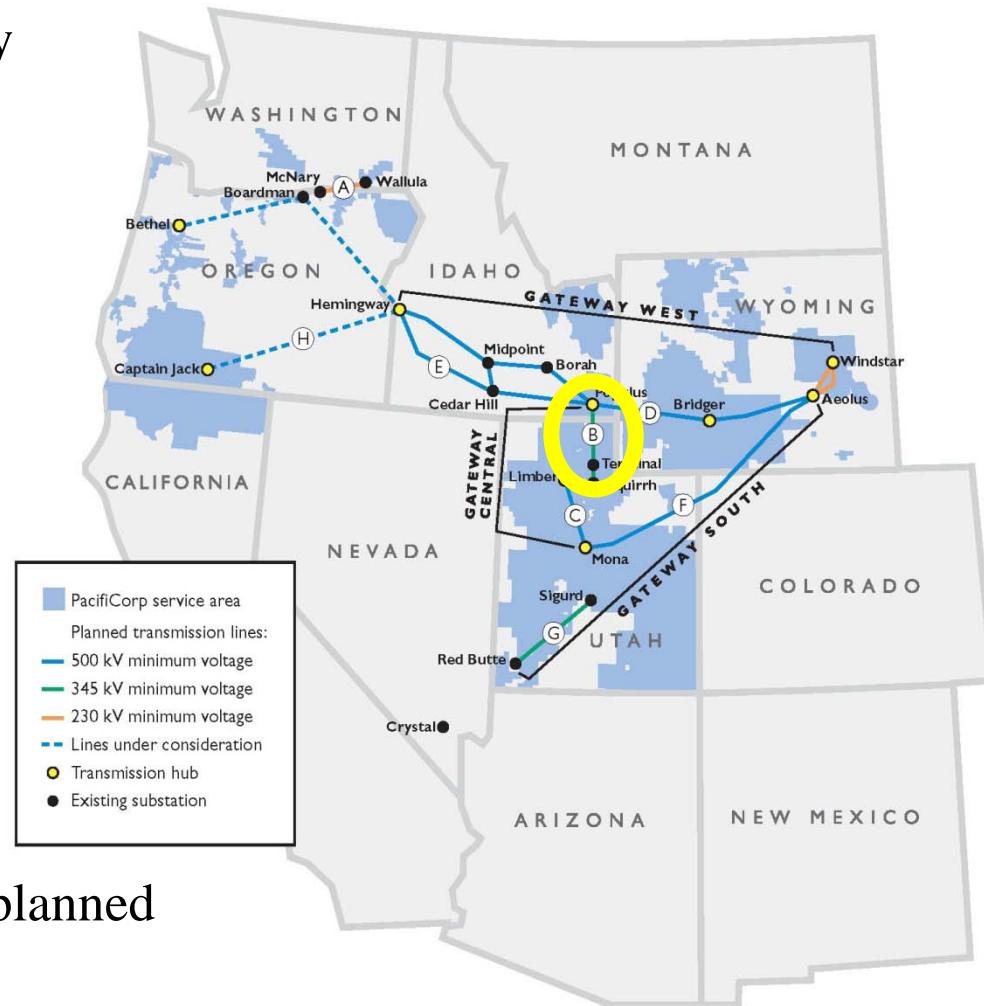 y
WASHINGTON
MONTANA
McNary
A
Wallula
Boardman
Bethel
OREGON
IDAHO
GATEWAY WEST
WYOMING
Hemingway
H
Midpoint
Windstar
E
Borah
Captain Jack
Cedar Hill
D
Bridger
Aeolus
B
GATEWAY
CENTRAL
Terminal
CALIFORNIA
Limber
F
C
GATEWAY SOUTH
NEVADA
Mona
COLORADO
Sigurd
G
UTAH
Red Butte
PacifiCorp service area
Planned transmission lines:
500 kV minimum voltage
345 kV minimum voltage
230 kV minimum voltage
Lines under consideration
Transmission hub
Existing substation
Crystal
ARIZONA
NEW MEXICO
planned